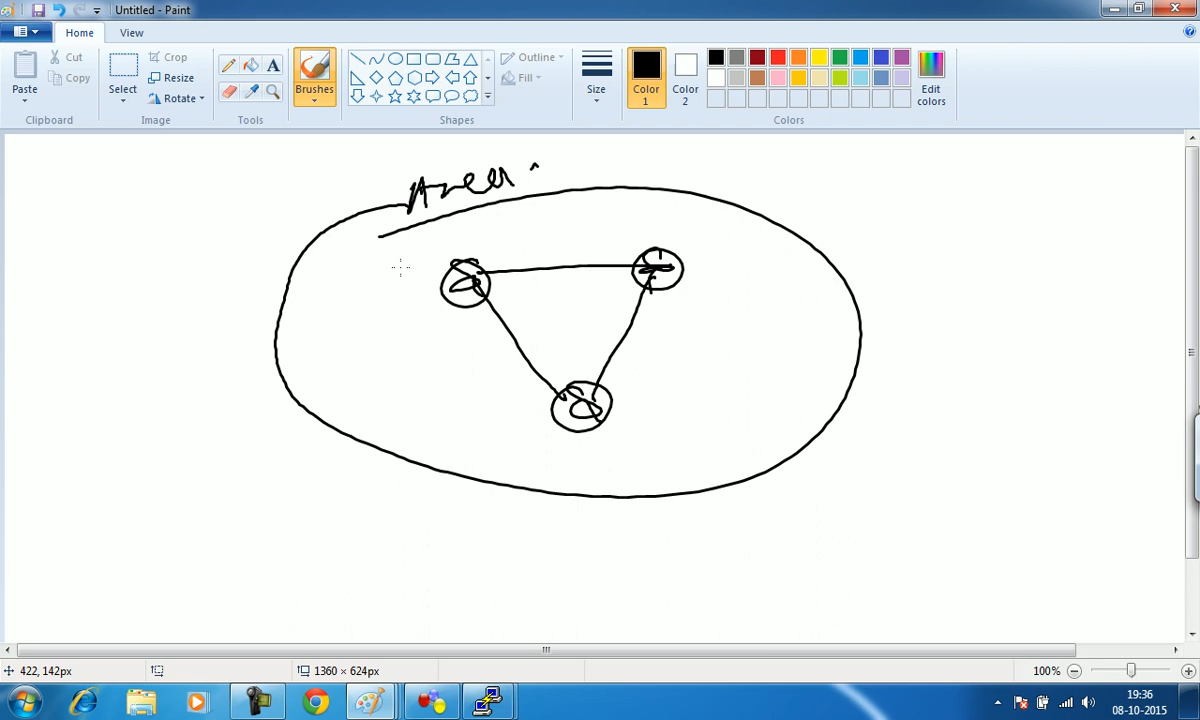 Untitled - Paint
Home View
Paste
Cut
Copy
Clipboard
Select
Crop
Resize
Rotate
Image
Tools
Brushes
Outline
Fill
Shapes
Size
Color 1
Color 2
Edit colors
Colors
Area
422, 142px
1360 × 624px
100%
19:36
08-10-2015